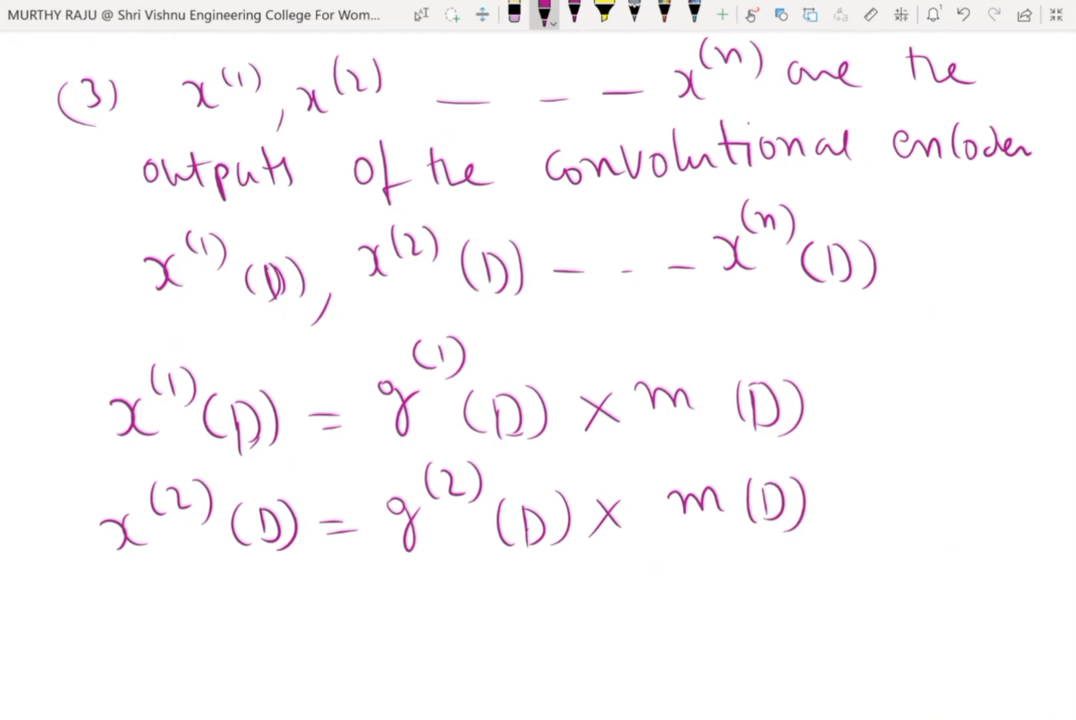 MURTHY RAJU @ Shri Vishnu Engineering College For Wom...
(3) x⁽¹⁾, x⁽²⁾ — - — x⁽ⁿ⁾ are the
outputs of the Convolutional encoder
x⁽¹⁾(D), x⁽²⁾(D) — - — x⁽ⁿ⁾(D)
x⁽¹⁾(D) = g⁽¹⁾(D) × m (D)
x⁽²⁾(D) = g⁽²⁾(D) × m (D)